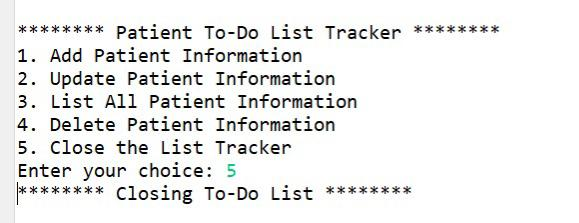 ******** Patient To-Do List Tracker ********
1. Add Patient Information
2. Update Patient Information
3. List All Patient Information
4. Delete Patient Information
5. Close the List Tracker
Enter your choice: 5
******** Closing To-Do List ********